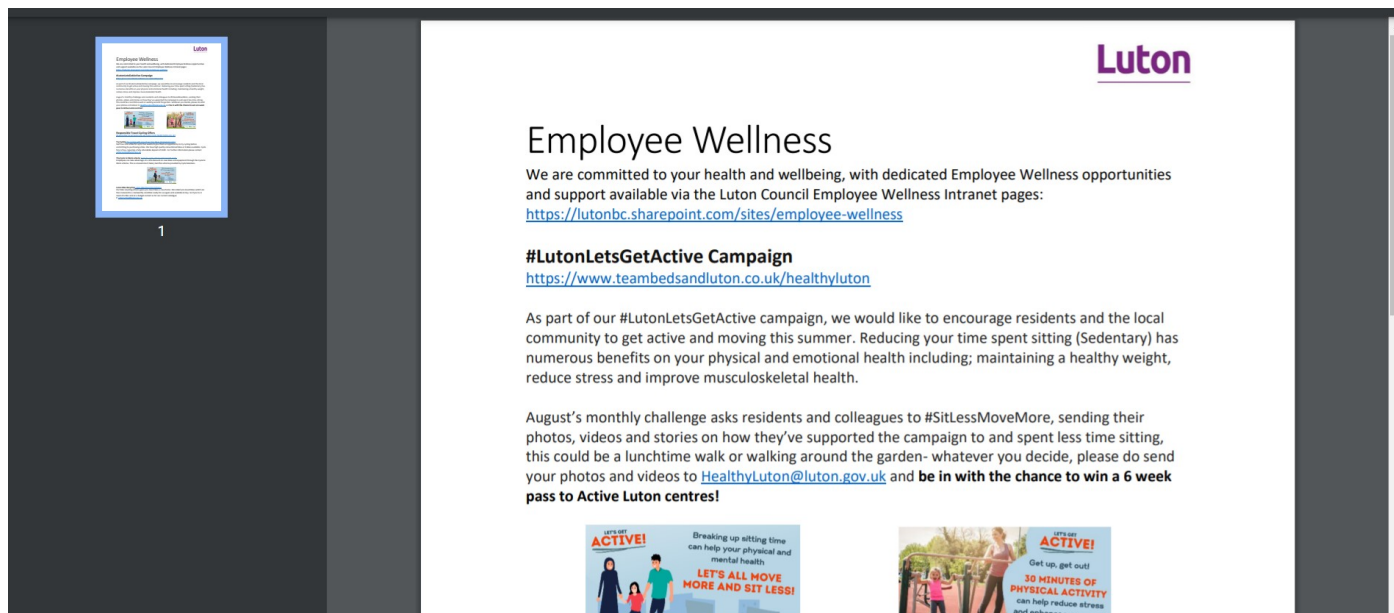 Luton
Employee Wellness
We are committed to your health and wellbeing, with dedicated Employee Wellness opportunities
and support available via the Luton Council Employee Wellness Intranet pages:
https://lutonbc.sharepoint.com/sites/employee-wellness
#LutonLetsGetActive Campaign
https://www.teambedsandluton.co.uk/healthyluton
As part of our #LutonLetsGetActive campaign, we would like to encourage residents and the local
community to get active and moving this summer. Reducing your time spent sitting (Sedentary) has
numerous benefits on your physical and emotional health including; maintaining a healthy weight,
reduce stress and improve musculoskeletal health.
August’s monthly challenge asks residents and colleagues to #SitLessMoveMore, sending their
photos, videos and stories on how they’ve supported the campaign to and spent less time sitting,
this could be a lunchtime walk or walking around the garden- whatever you decide, please do send
your photos and videos to HealthyLuton@luton.gov.uk and be in with the chance to win a 6 week
pass to Active Luton centres!
LET'S GET
ACTIVE!
Breaking up sitting time
can help your physical and
mental health
LET'S ALL MOVE
MORE AND SIT LESS!
LET'S GET
ACTIVE!
Get up, get out!
30 MINUTES OF
PHYSICAL ACTIVITY
can help reduce stress
Luton
Employee Wellness
1